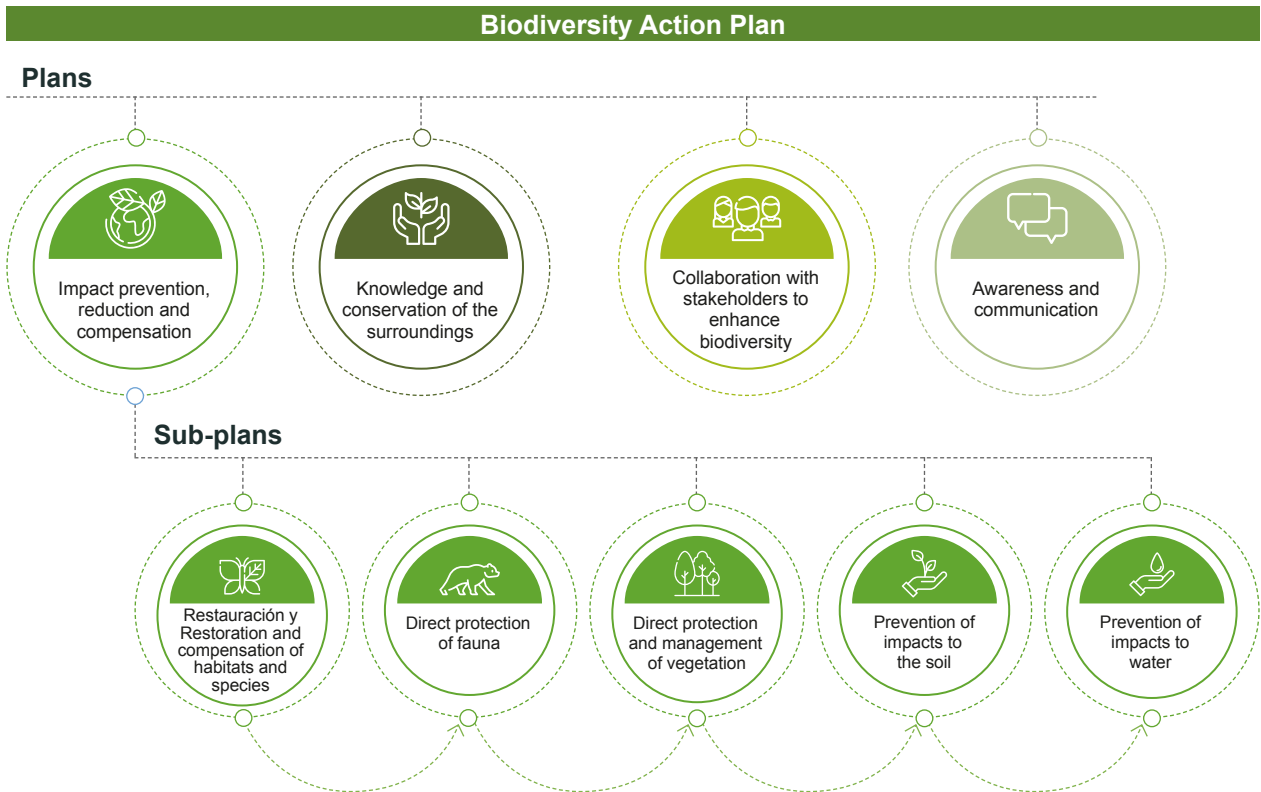 Biodiversity Action Plan
Plans
Impact prevention,
reduction and
compensation
Knowledge and
conservation of the
surroundings
Collaboration with
stakeholders to
enhance
biodiversity
Awareness and
communication
Sub-plans
Restauración y
Restoration and
compensation of
habitats and
species
Direct protection
of fauna
Direct protection
and management
of vegetation
Prevention of
impacts to
the soil
Prevention of
impacts to
water